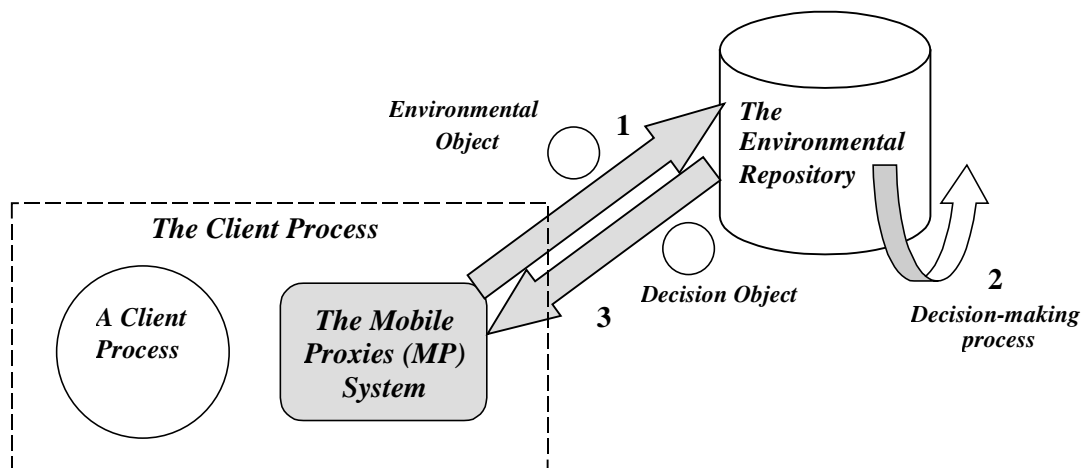 Environmental
Object
1
The
Environmental
Repository
The Client Process
A Client
Process
The Mobile
Proxies (MP)
System
3
Decision Object
2
Decision-making
process